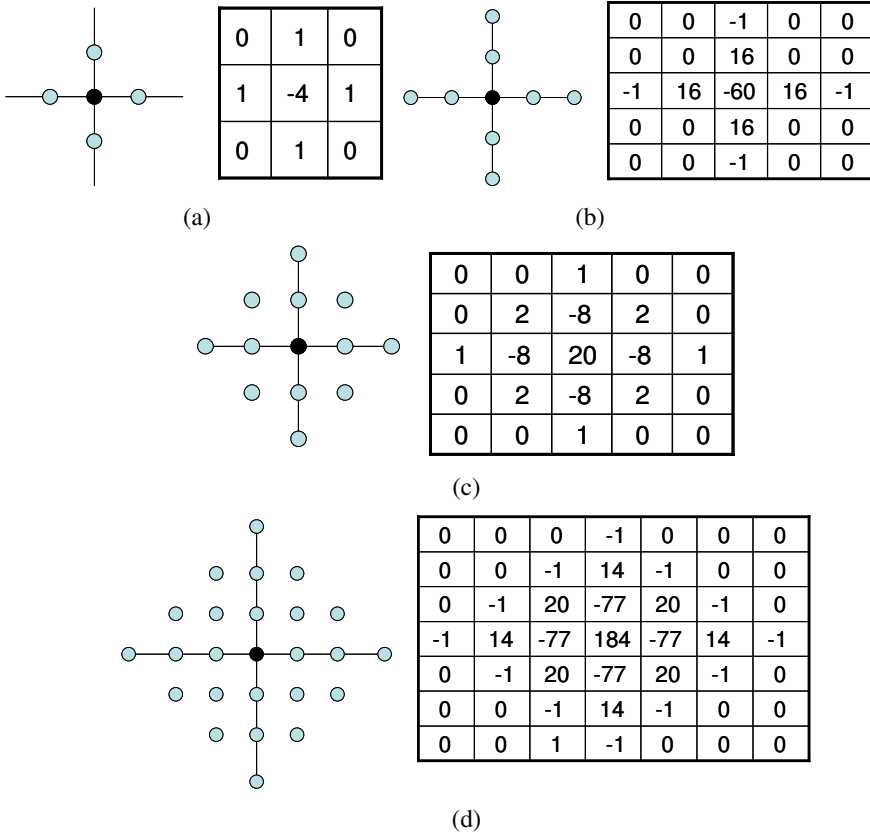 0 1 0
1 -4 1
0 1 0
(a)
0 0 -1 0 0
0 0 16 0 0
-1 16 -60 16 -1
0 0 16 0 0
0 0 -1 0 0
(b)
0 0 1 0 0
0 2 -8 2 0
1 -8 20 -8 1
0 2 -8 2 0
0 0 1 0 0
(c)
0 0 0 -1 0 0 0
0 0 -1 14 -1 0 0
0 -1 20 -77 20 -1 0
-1 14 -77 184 -77 14 -1
0 -1 20 -77 20 -1 0
0 0 -1 14 -1 0 0
0 0 1 -1 0 0 0
(d)